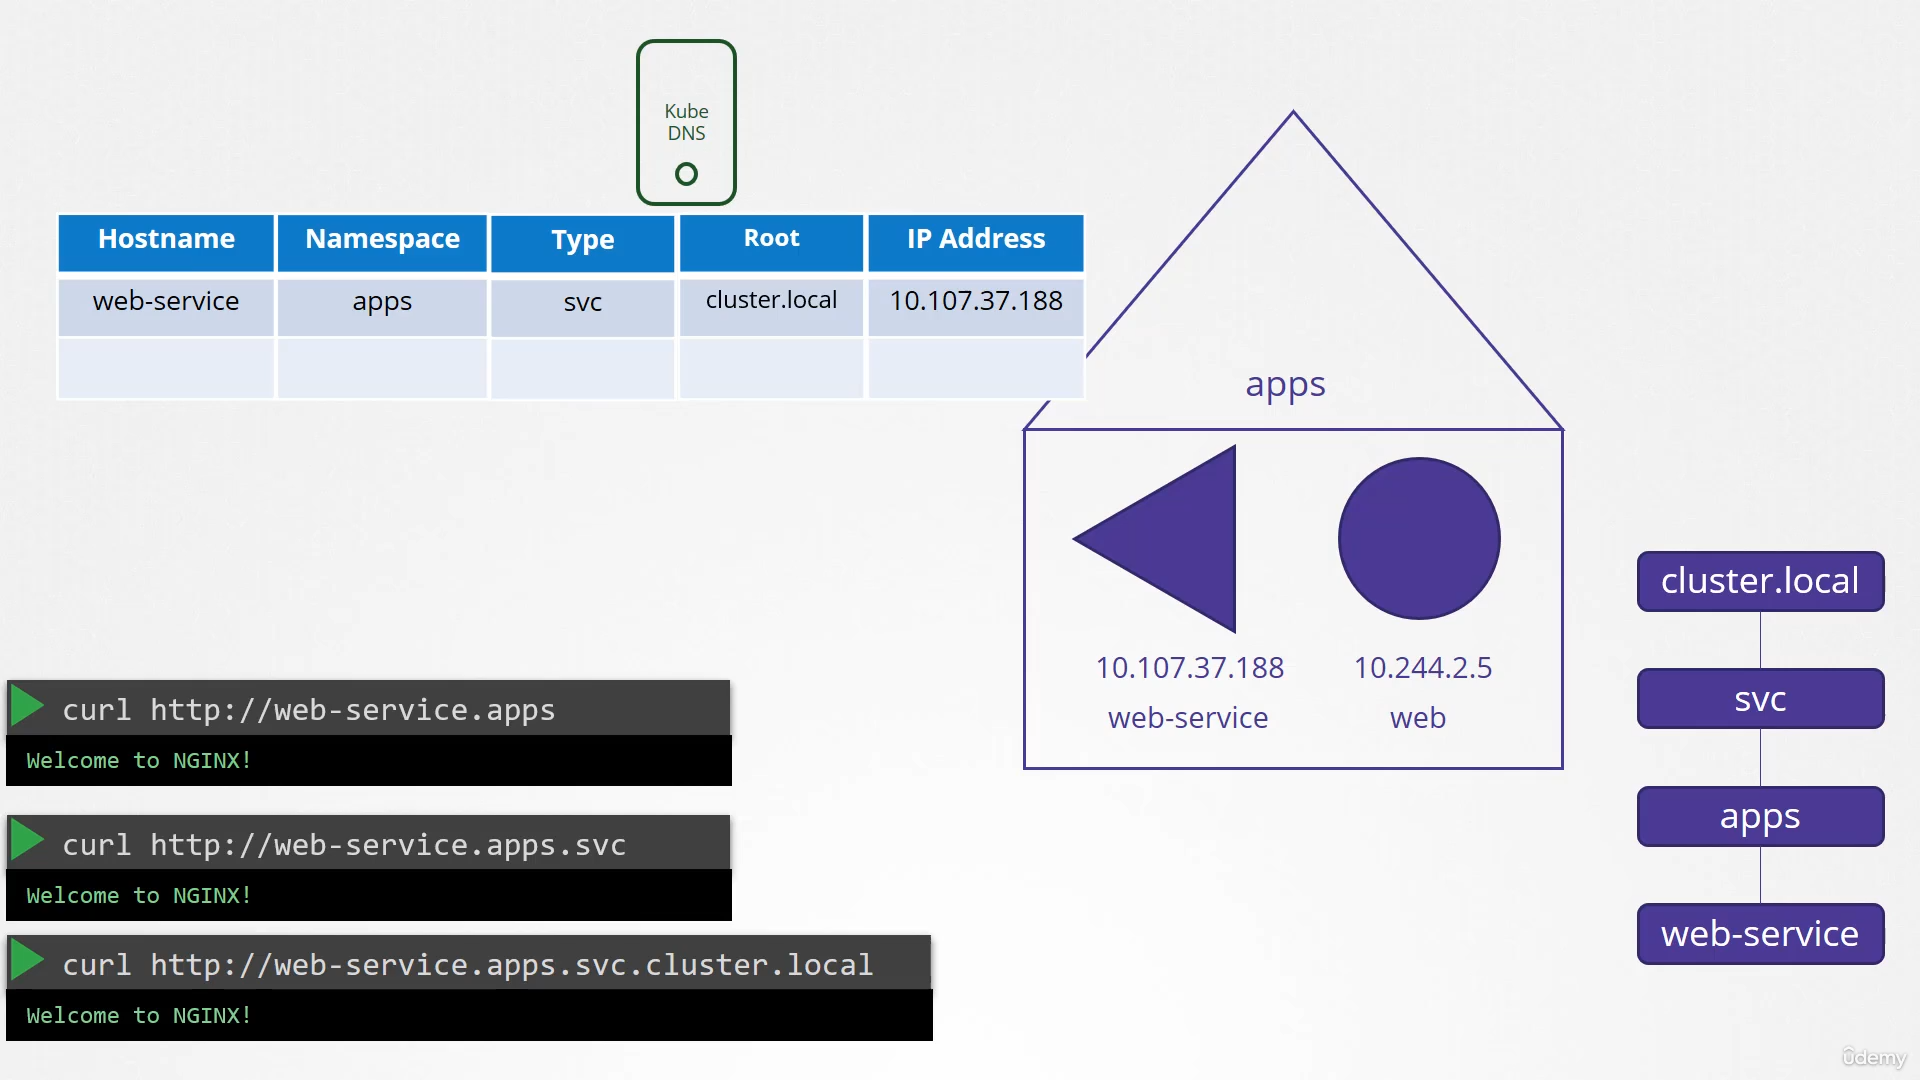 Kube
DNS
Hostname Namespace Type Root IP Address
web-service apps svc cluster.local 10.107.37.188
apps
10.107.37.188 10.244.2.5
web-service web
curl http://web-service.apps
Welcome to NGINX!
curl http://web-service.apps.svc
Welcome to NGINX!
curl http://web-service.apps.svc.cluster.local
Welcome to NGINX!
cluster.local
svc
apps
web-service
ûdemy